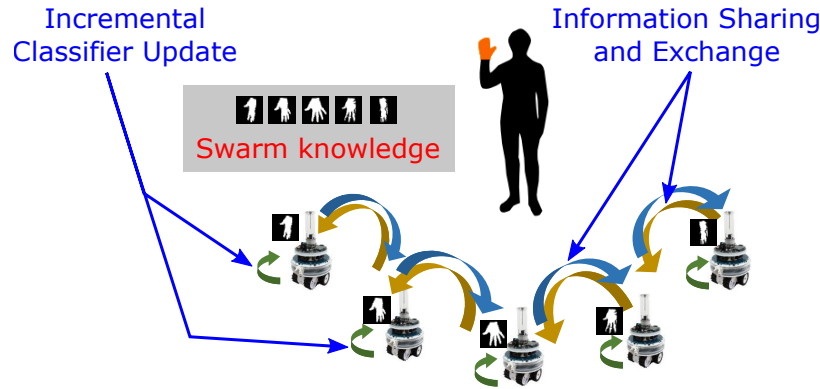 Incremental
Classifier Update
Information Sharing
and Exchange
Swarm knowledge